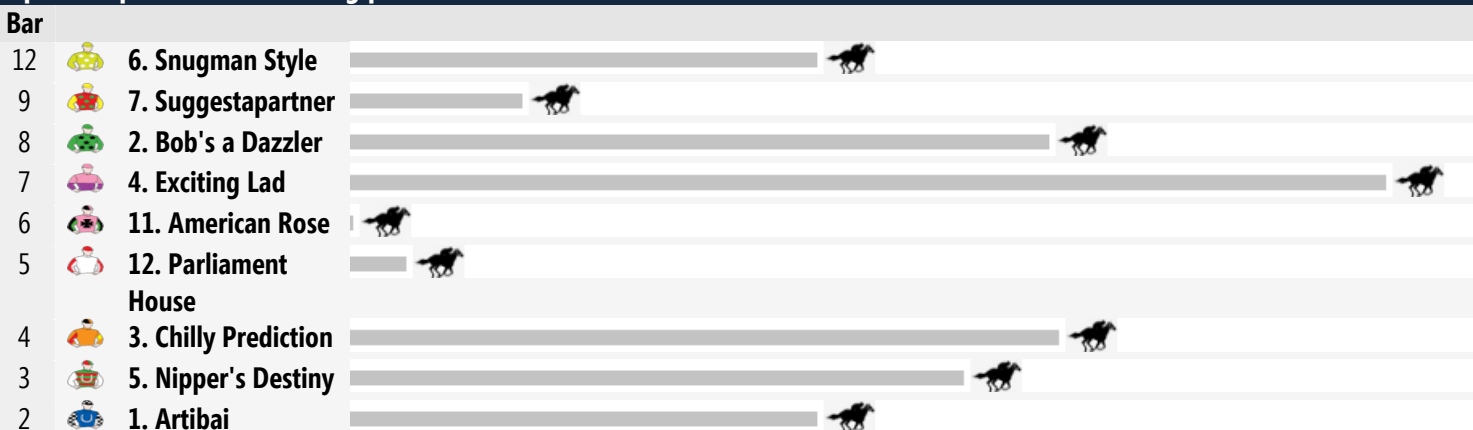 Bar
12 6. Snugman Style
9 7. Suggestapartner
8 2. Bob's a Dazzler
7 4. Exciting Lad
6 11. American Rose
5 12. Parliament
House
4 3. Chilly Prediction
3 5. Nipper's Destiny
2 1. Artibai